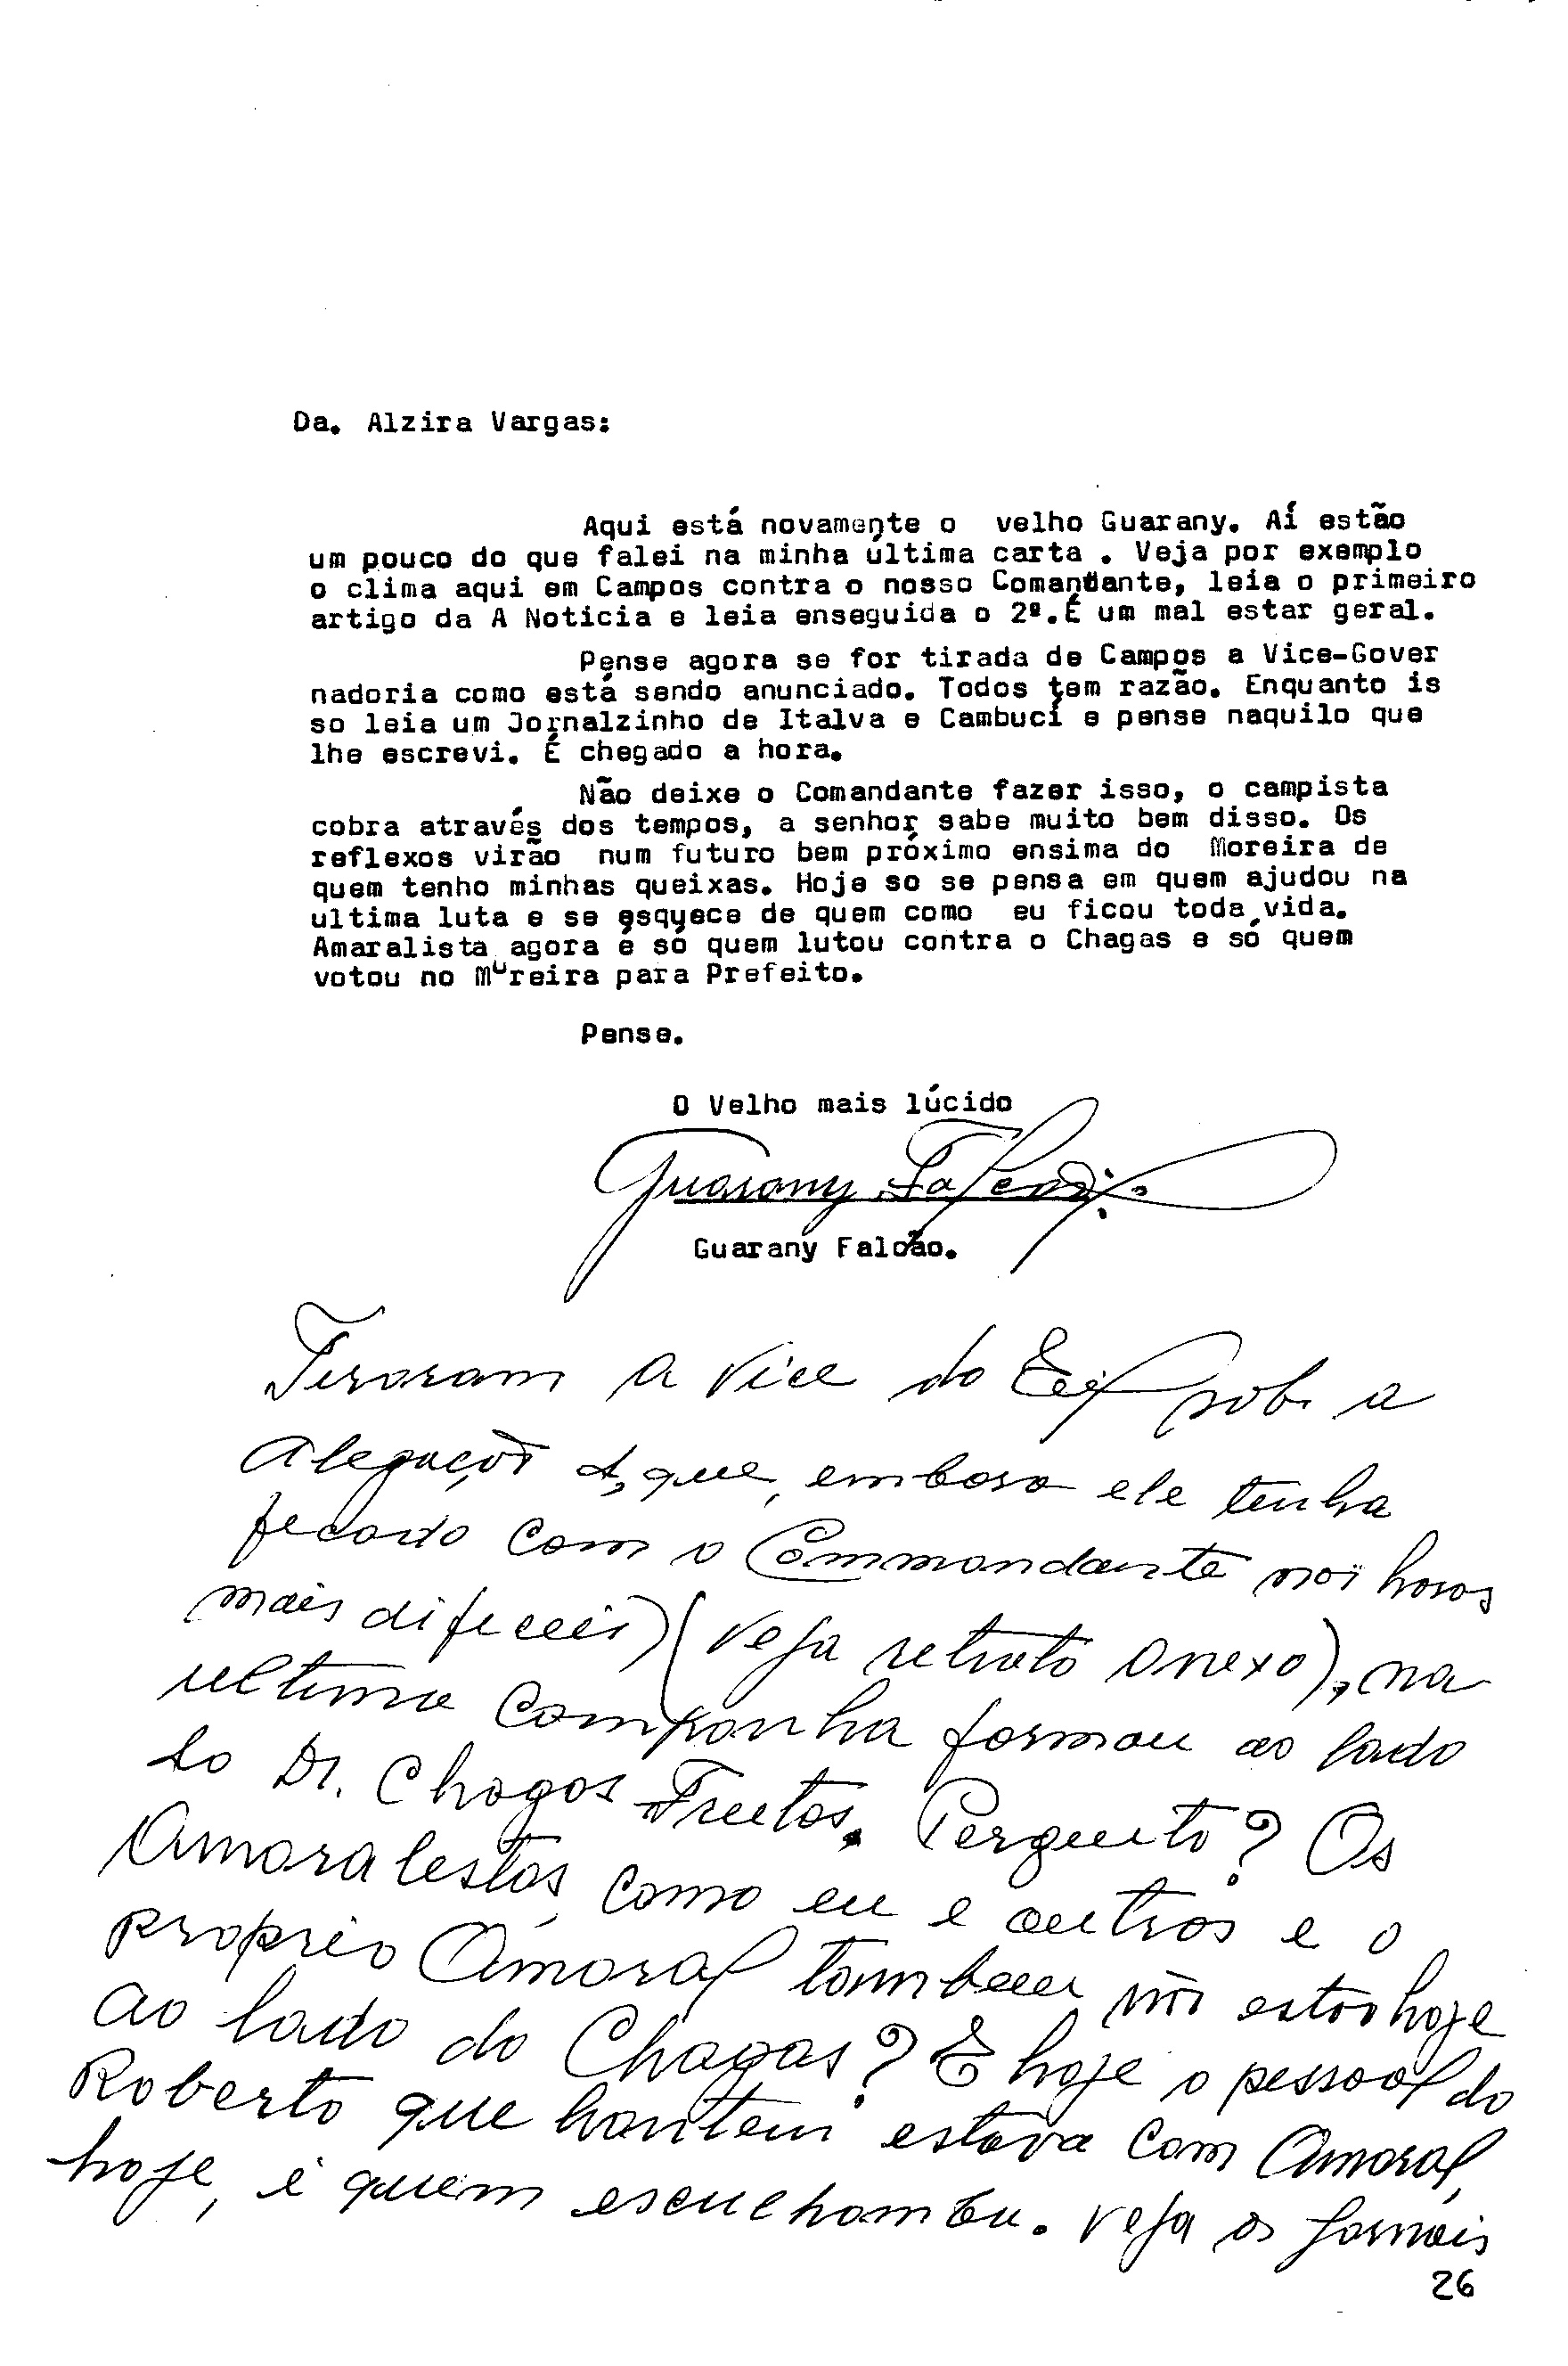 Da. Alzira Vargas:
Aqui está novamente o velho Guarany. Aí estão
um pouco do que falei na minha última carta . Veja por exemplo
o clima aqui em Campos contra o nosso Comandante, leia o primeiro
artigo da A Noticia e leia enseguida o 2º.É um mal estar geral.
Pense agora se for tirada de Campos a Vice-Gover
nadoria como está sendo anunciado. Todos tem razão. Enquanto is
so leia um Jornalzinho de Italva e Cambucí e pense naquilo que
lhe escrevi. É chegado a hora.
Não deixe o Comandante fazer isso, o campista
cobra através dos tempos, a senhor sabe muito bem disso. Os
reflexos virão num futuro bem próximo ensima do Moreira de
quem tenho minhas queixas. Hoje so se pensa em quem ajudou na
ultima luta e se esquece de quem como eu ficou toda vida.
Amaralista agora é só quem lutou contra o Chagas e só quem
votou no Mureira para Prefeito.
Pense.
O Velho mais lúcido
Guarany Falcão
Guarany Falcão.
Tiraram a Vice do sob a
Alegação de, que, embora ele tenha
ficado com o Commandante nas horas
mais dificeis) (Veja retrato anexo), na
ultima Companha formou ao lado
do Dr. Chagas Freitas. Pergunto? Os
Amaralistas, como eu e outros e o
proprio Amaral tambem não estão hoje
ao lado do Chagas? E hoje o pessoal do
Roberto que hontem estava com Amaral,
hoje, é quem esculhamba. Veja os Jornais
26